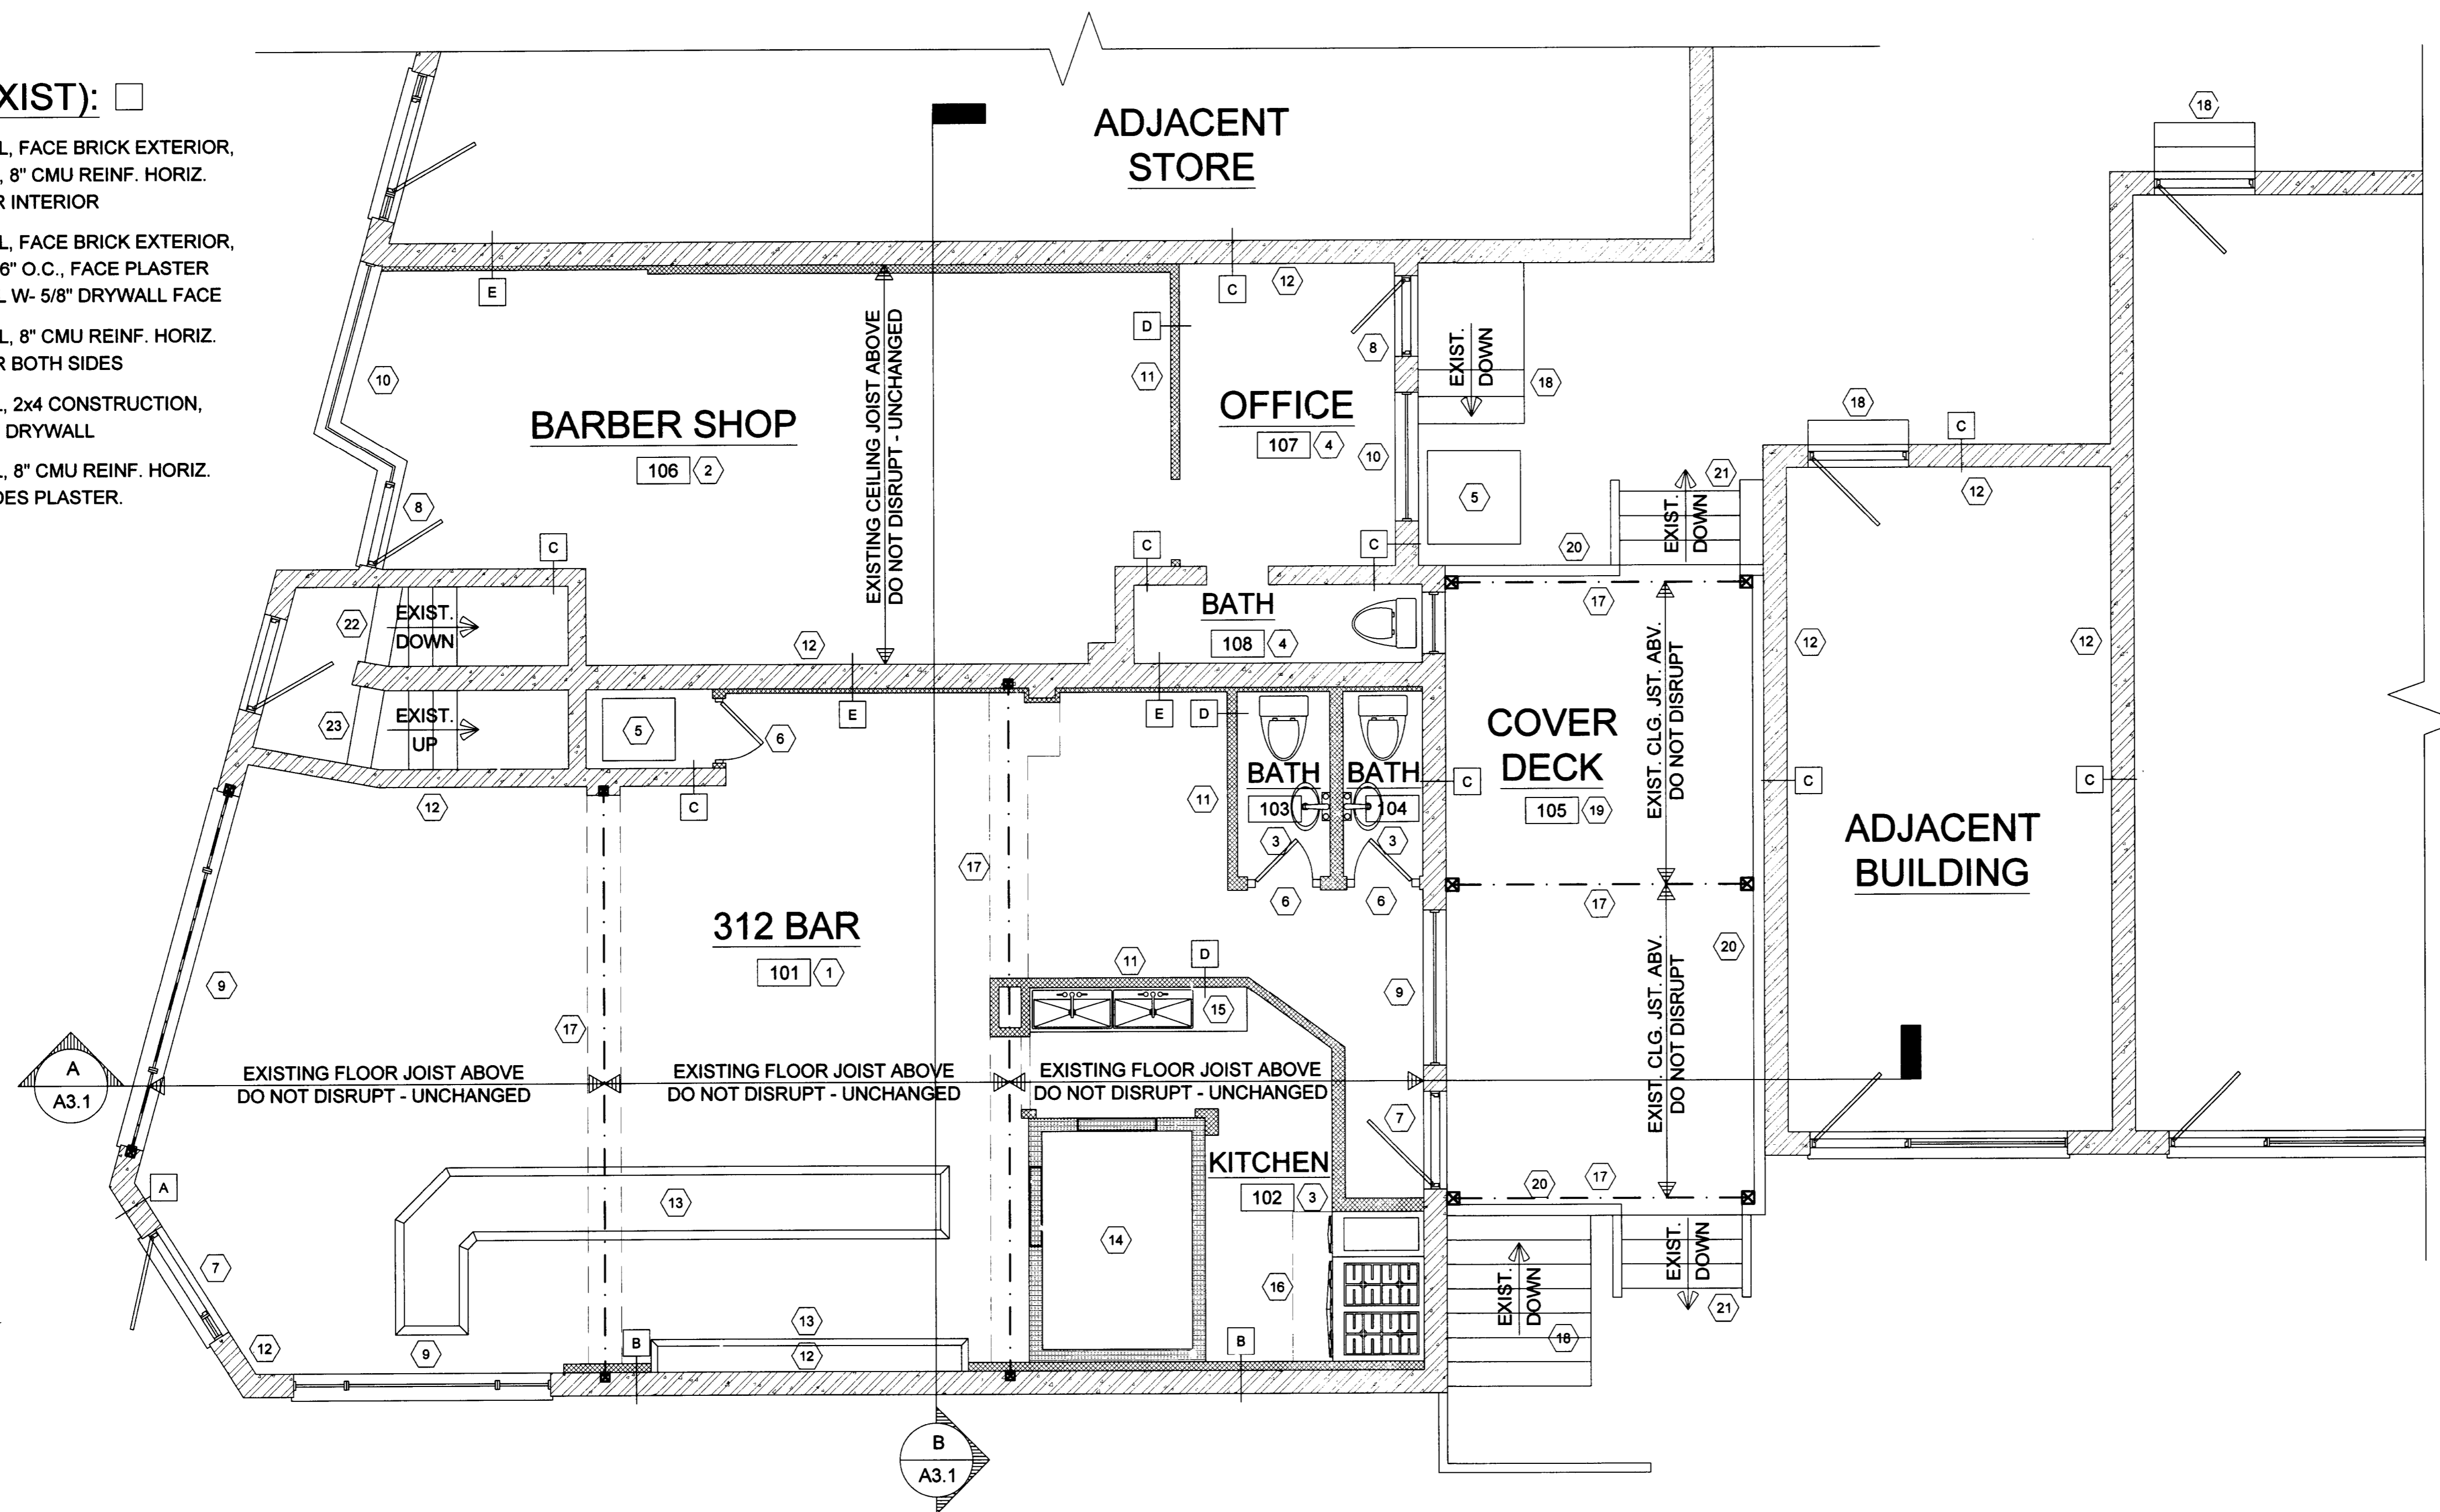 XIST):
L, FACE BRICK EXTERIOR,
, 8" CMU REINF. HORIZ.
R INTERIOR
L, FACE BRICK EXTERIOR,
6" O.C., FACE PLASTER
L W- 5/8" DRYWALL FACE
L, 8" CMU REINF. HORIZ.
R BOTH SIDES
L, 2x4 CONSTRUCTION,
DRYWALL
L, 8" CMU REINF. HORIZ.
DES PLASTER.
ADJACENT
STORE
18
E
C
12
D
11
8
EXIST.
DOWN
18
10
BARBER SHOP
106 2
EXISTING CEILING JOIST ABOVE
DO NOT DISRUPT - UNCHANGED
OFFICE
107 4
10
5
8
18
C
12
21
EXIST.
DOWN
20
C
C
C
22
EXIST.
DOWN
12
BATH
108 4
17
EXIST. CLG. JST. ABV.
DO NOT DISRUPT
12
12
23
EXIST.
UP
5
6
E
E
D
COVER
DECK
105 19
12
C
11
BATH
103
3
BATH
104
3
C
C
C
ADJACENT
BUILDING
17
6
6
17
312 BAR
101 1
9
17
11
D
15
9
20
EXIST. CLG. JST. ABV.
DO NOT DISRUPT
A
A3.1
EXISTING FLOOR JOIST ABOVE
DO NOT DISRUPT - UNCHANGED
EXISTING FLOOR JOIST ABOVE
DO NOT DISRUPT - UNCHANGED
EXISTING FLOOR JOIST ABOVE
DO NOT DISRUPT - UNCHANGED
7
A
13
KITCHEN
102 3
20
17
14
7
16
EXIST.
DOWN
18
EXIST.
DOWN
21
12
9
13
12
B
B
B
A3.1